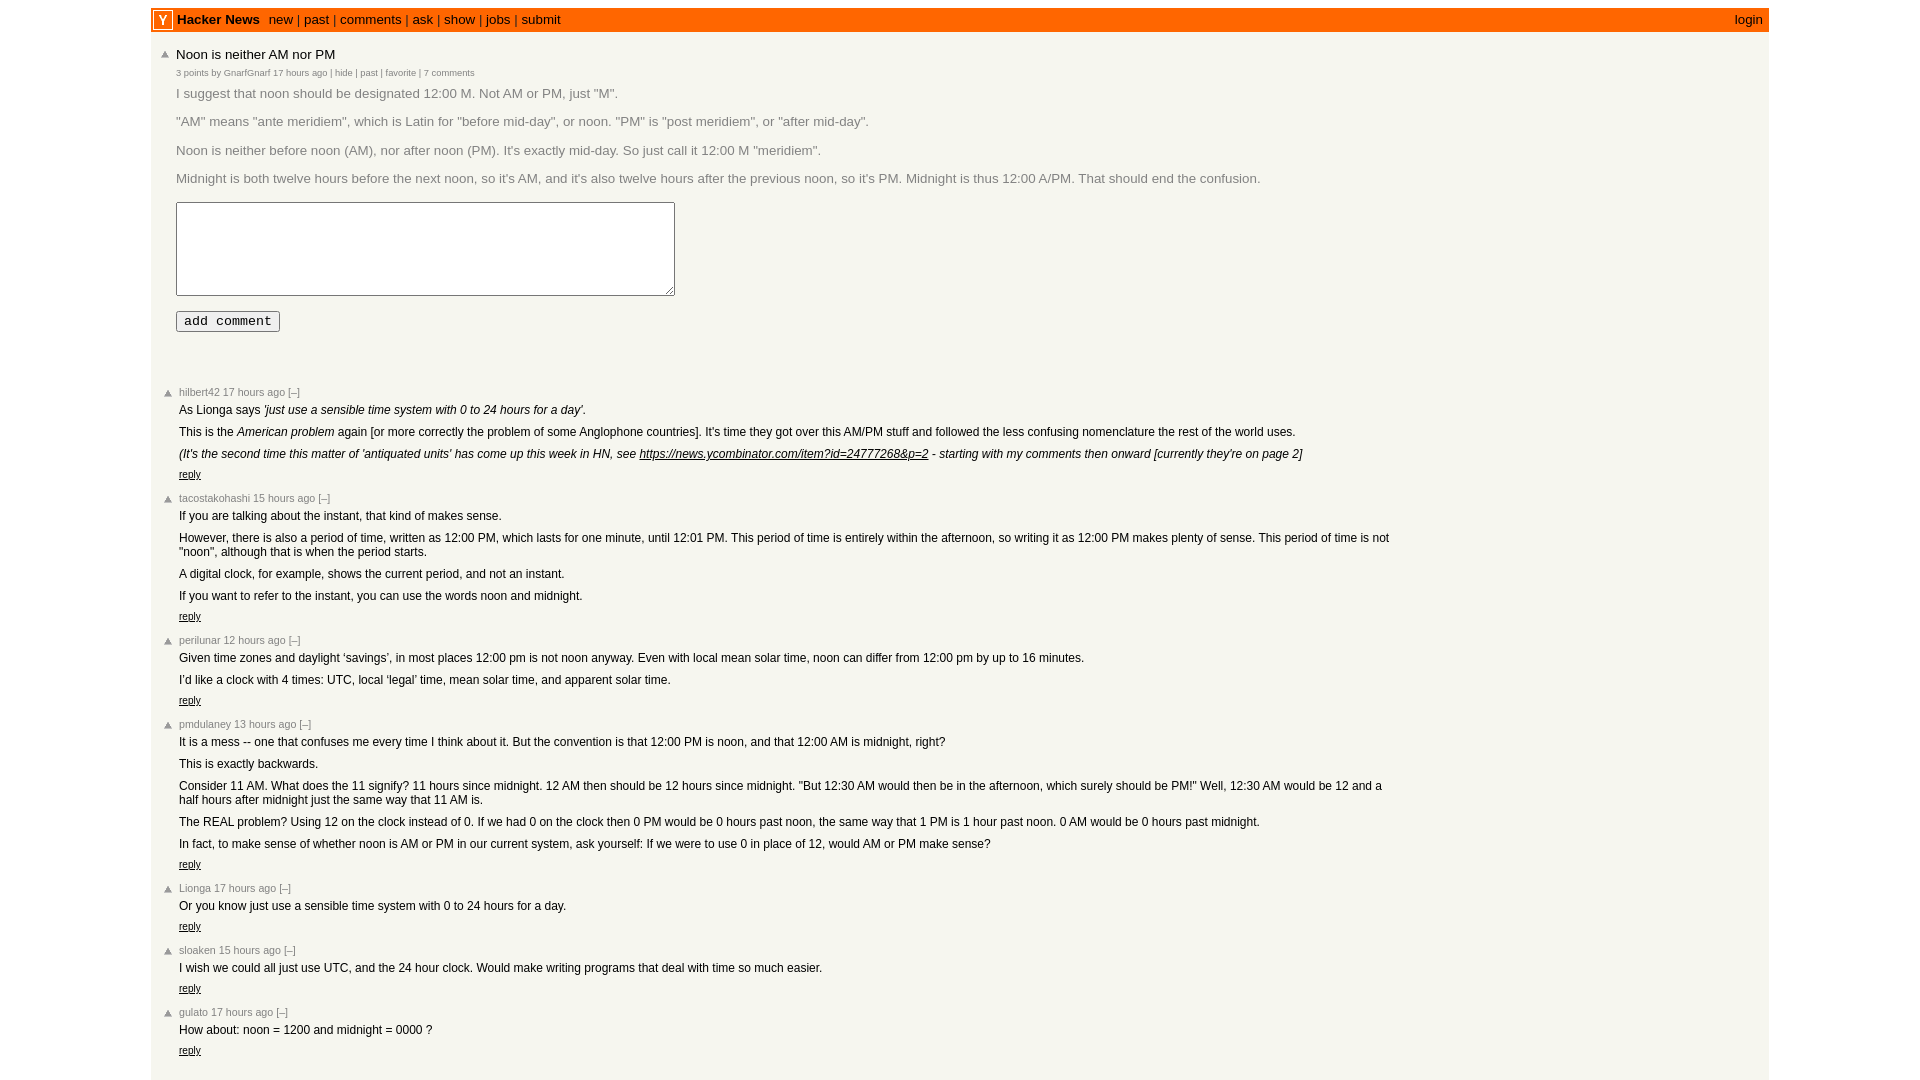 Y Hacker News new | past | comments | ask | show | jobs | submit login
Noon is neither AM nor PM
3 points by GnarfGnarf 17 hours ago | hide | past | favorite | 7 comments
I suggest that noon should be designated 12:00 M. Not AM or PM, just "M".
"AM" means "ante meridiem", which is Latin for "before mid-day", or noon. "PM" is "post meridiem", or "after mid-day".
Noon is neither before noon (AM), nor after noon (PM). It's exactly mid-day. So just call it 12:00 M "meridiem".
Midnight is both twelve hours before the next noon, so it's AM, and it's also twelve hours after the previous noon, so it's PM. Midnight is thus 12:00 A/PM. That should end the confusion.
add comment
hilbert42 17 hours ago [–]
As Lionga says 'just use a sensible time system with 0 to 24 hours for a day'.
This is the American problem again [or more correctly the problem of some Anglophone countries]. It's time they got over this AM/PM stuff and followed the less confusing nomenclature the rest of the world uses.
(It's the second time this matter of 'antiquated units' has come up this week in HN, see https://news.ycombinator.com/item?id=24777268&p=2 - starting with my comments then onward [currently they're on page 2]
reply
tacostakohashi 15 hours ago [–]
If you are talking about the instant, that kind of makes sense.
However, there is also a period of time, written as 12:00 PM, which lasts for one minute, until 12:01 PM. This period of time is entirely within the afternoon, so writing it as 12:00 PM makes plenty of sense. This period of time is not
"noon", although that is when the period starts.
A digital clock, for example, shows the current period, and not an instant.
If you want to refer to the instant, you can use the words noon and midnight.
reply
perilunar 12 hours ago [–]
Given time zones and daylight ‘savings’, in most places 12:00 pm is not noon anyway. Even with local mean solar time, noon can differ from 12:00 pm by up to 16 minutes.
I’d like a clock with 4 times: UTC, local ‘legal’ time, mean solar time, and apparent solar time.
reply
pmdulaney 13 hours ago [–]
It is a mess -- one that confuses me every time I think about it. But the convention is that 12:00 PM is noon, and that 12:00 AM is midnight, right?
This is exactly backwards.
Consider 11 AM. What does the 11 signify? 11 hours since midnight. 12 AM then should be 12 hours since midnight. "But 12:30 AM would then be in the afternoon, which surely should be PM!" Well, 12:30 AM would be 12 and a
half hours after midnight just the same way that 11 AM is.
The REAL problem? Using 12 on the clock instead of 0. If we had 0 on the clock then 0 PM would be 0 hours past noon, the same way that 1 PM is 1 hour past noon. 0 AM would be 0 hours past midnight.
In fact, to make sense of whether noon is AM or PM in our current system, ask yourself: If we were to use 0 in place of 12, would AM or PM make sense?
reply
Lionga 17 hours ago [–]
Or you know just use a sensible time system with 0 to 24 hours for a day.
reply
sloaken 15 hours ago [–]
I wish we could all just use UTC, and the 24 hour clock. Would make writing programs that deal with time so much easier.
reply
gulato 17 hours ago [–]
How about: noon = 1200 and midnight = 0000 ?
reply